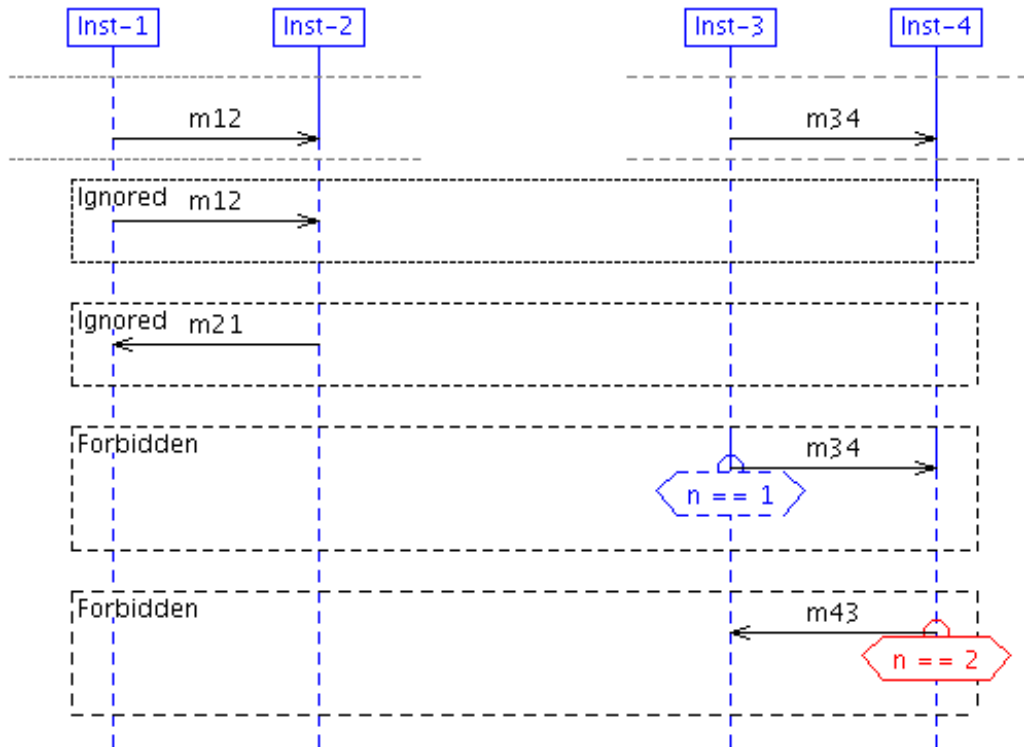 Inst-1 Inst-2 Inst-3 Inst-4
m12 m34
Ignored m12
Ignored m21
Forbidden m34
n == 1
Forbidden m43
n == 2